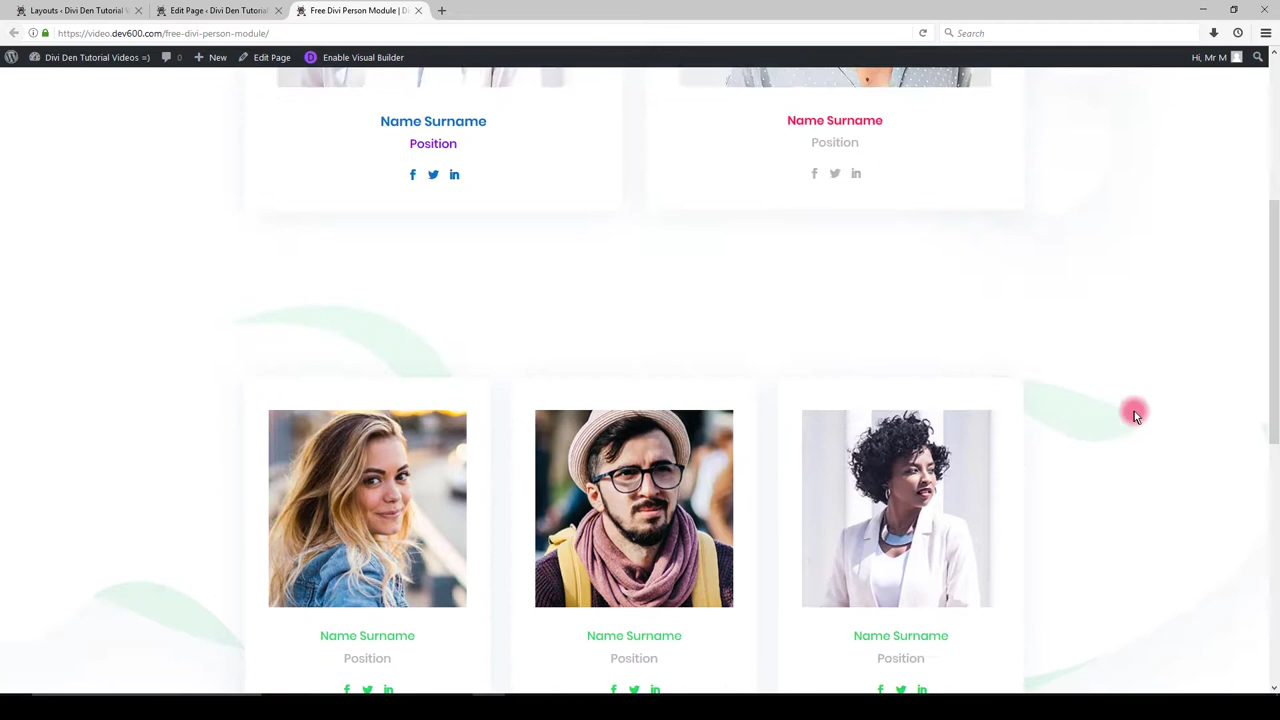 Layouts ‹ Divi Den Tutorial V
Edit Page ‹ Divi Den Tutorial
Free Divi Person Module | D
https://video.dev600.com/free-divi-person-module/
Search
Divi Den Tutorial Videos =)
0
New
Edit Page
Enable Visual Builder
Hi, Mr M
Name Surname
Name Surname
Position
Position
Name Surname
Name Surname
Name Surname
Position
Position
Position